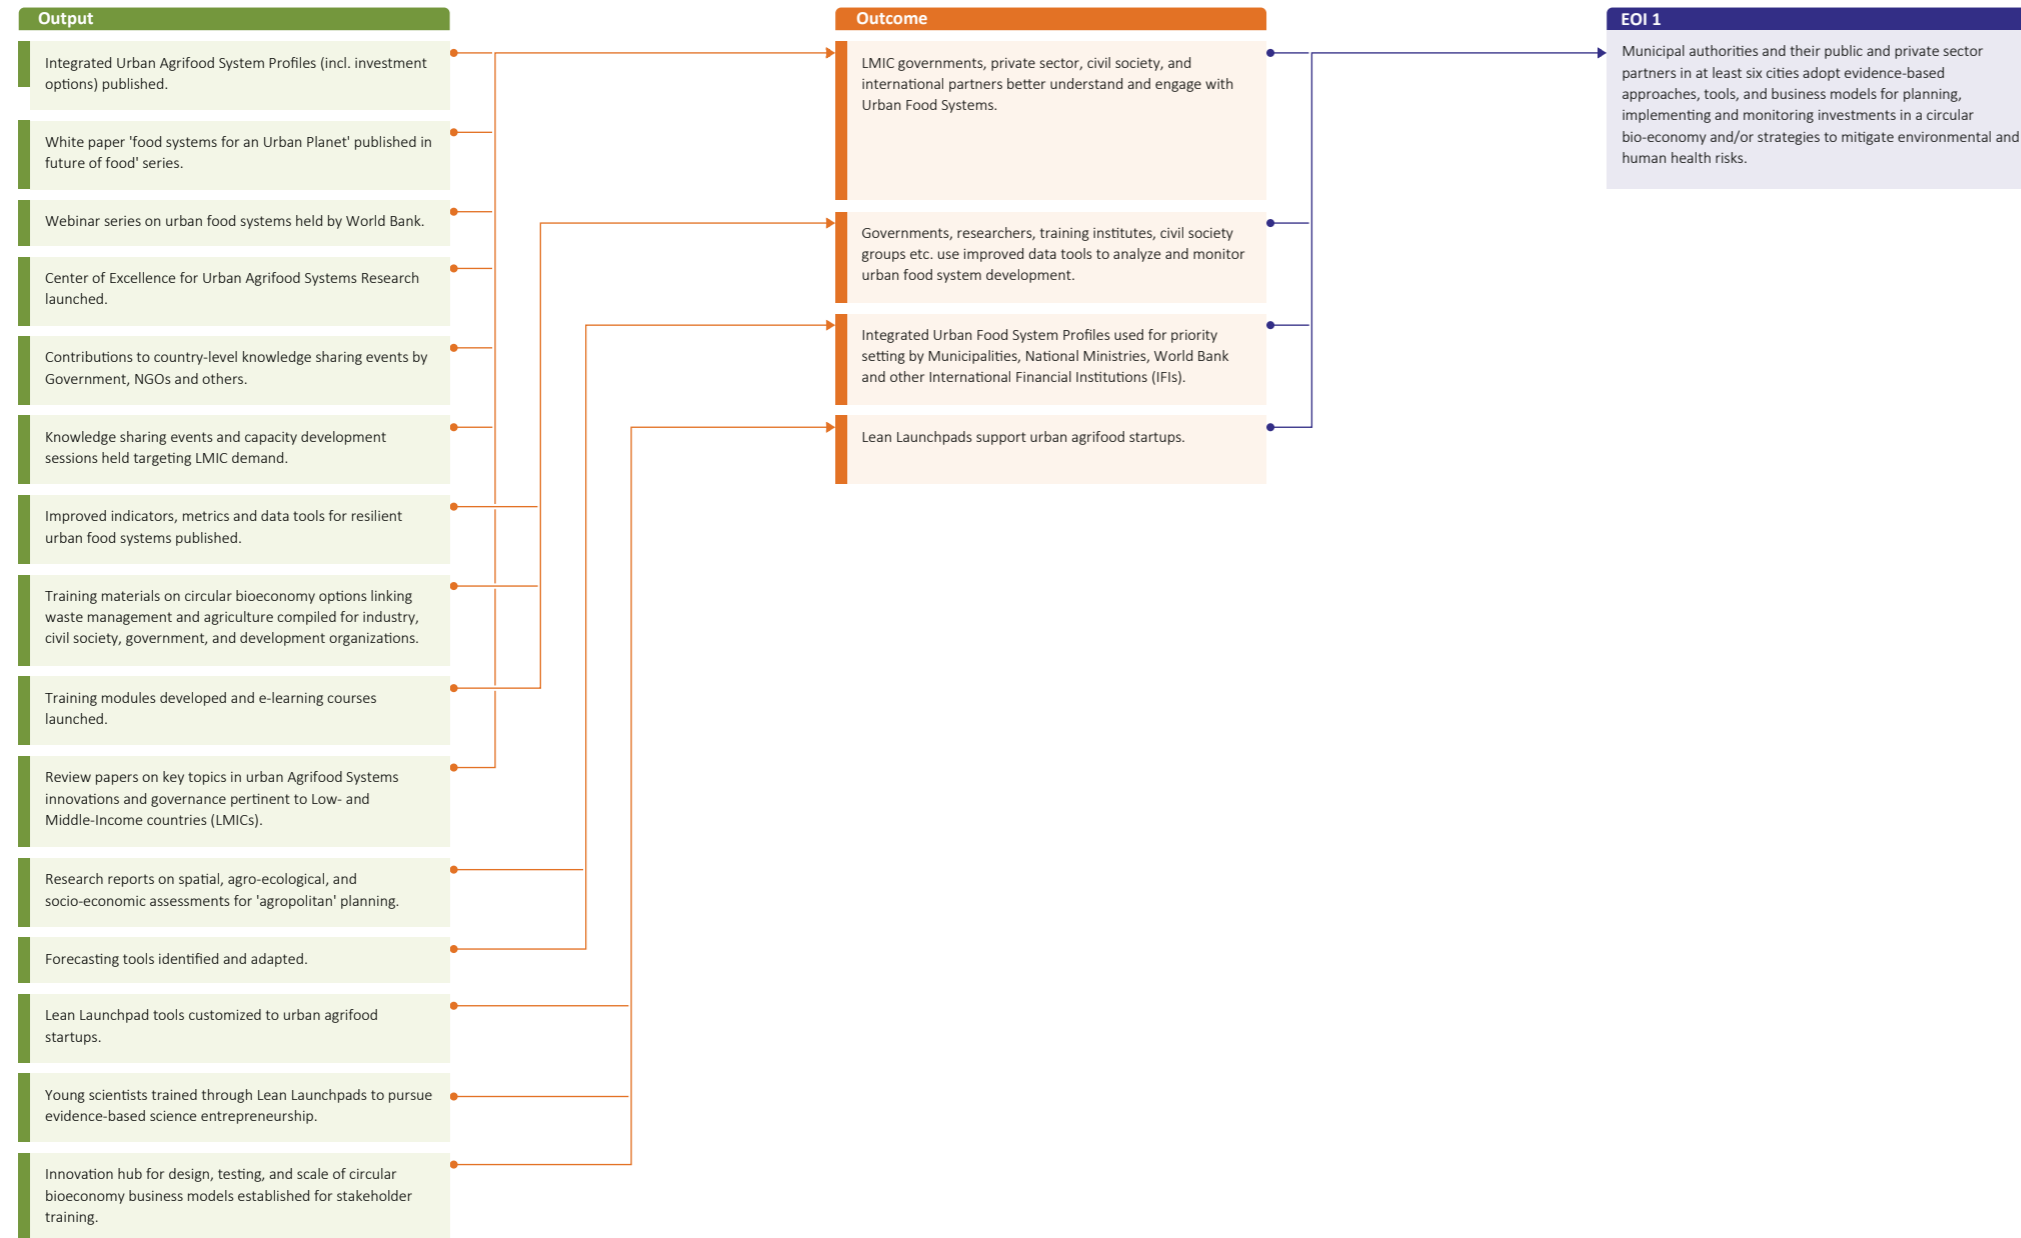 Output
Integrated Urban Agrifood System Profiles (incl. investment
options) published.
White paper 'food systems for an Urban Planet' published in
future of food' series.
Webinar series on urban food systems held by World Bank.
Center of Excellence for Urban Agrifood Systems Research
launched.
Contributions to country-level knowledge sharing events by
Government, NGOs and others.
Knowledge sharing events and capacity development
sessions held targeting LMIC demand.
Improved indicators, metrics and data tools for resilient
urban food systems published.
Training materials on circular bioeconomy options linking
waste management and agriculture compiled for industry,
civil society, government, and development organizations.
Training modules developed and e-learning courses
launched.
Review papers on key topics in urban Agrifood Systems
innovations and governance pertinent to Low- and
Middle-Income countries (LMICs).
Research reports on spatial, agro-ecological, and
socio-economic assessments for 'agropolitan' planning.
Forecasting tools identified and adapted.
Lean Launchpad tools customized to urban agrifood
startups.
Young scientists trained through Lean Launchpads to pursue
evidence-based science entrepreneurship.
Innovation hub for design, testing, and scale of circular
bioeconomy business models established for stakeholder
training.
Outcome
LMIC governments, private sector, civil society, and
international partners better understand and engage with
Urban Food Systems.
Governments, researchers, training institutes, civil society
groups etc. use improved data tools to analyze and monitor
urban food system development.
Integrated Urban Food System Profiles used for priority
setting by Municipalities, National Ministries, World Bank
and other International Financial Institutions (IFIs).
Lean Launchpads support urban agrifood startups.
EOI 1
Municipal authorities and their public and private sector
partners in at least six cities adopt evidence-based
approaches, tools, and business models for planning,
implementing and monitoring investments in a circular
bio-economy and/or strategies to mitigate environmental and
human health risks.